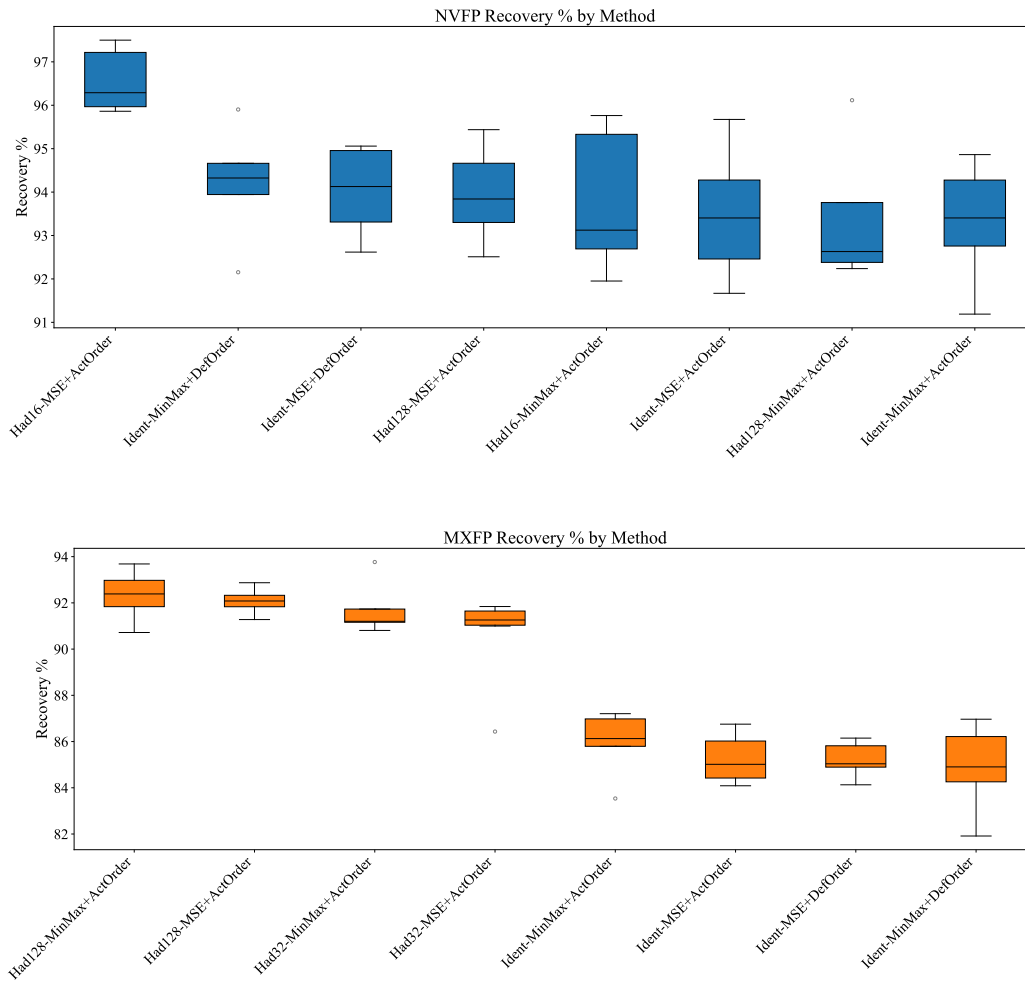 NVFP Recovery % by Method
Recovery %
97
96
95
94
93
92
91
Had16-MSE+ActOrder
Ident-MinMax+DefOrder
Ident-MSE+DefOrder
Had128-MSE+ActOrder
Had16-MinMax+ActOrder
Ident-MSE+ActOrder
Had128-MinMax+ActOrder
Ident-MinMax+ActOrder
MXFP Recovery % by Method
Recovery %
94
92
90
88
86
84
82
Had128-MinMax+ActOrder
Had128-MSE+ActOrder
Had32-MinMax+ActOrder
Had32-MSE+ActOrder
Ident-MinMax+ActOrder
Ident-MSE+ActOrder
Ident-MSE+DefOrder
Ident-MinMax+DefOrder